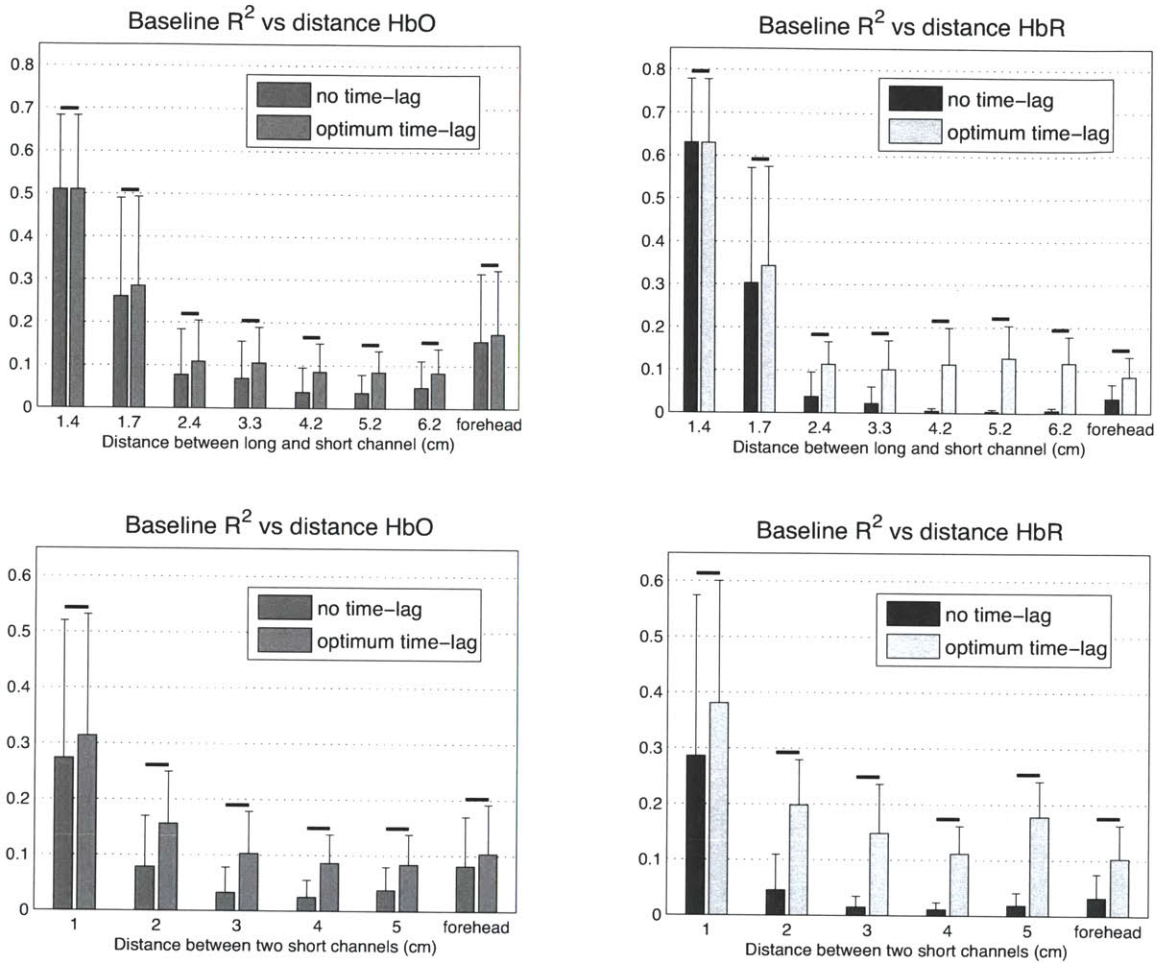 Baseline R² vs distance HbO
0.8
0.7
0.6
0.5
0.4
0.3
0.2
0.1
0
no time-lag
optimum time-lag
1.4 1.7 2.4 3.3 4.2 5.2 6.2 forehead
Distance between long and short channel (cm)
Baseline R² vs distance HbR
0.8
0.7
0.6
0.5
0.4
0.3
0.2
0.1
0
no time-lag
optimum time-lag
1.4 1.7 2.4 3.3 4.2 5.2 6.2 forehead
Distance between long and short channel (cm)
Baseline R² vs distance HbO
0.6
0.5
0.4
0.3
0.2
0.1
0
no time-lag
optimum time-lag
1 2 3 4 5 forehead
Distance between two short channels (cm)
Baseline R² vs distance HbR
0.6
0.5
0.4
0.3
0.2
0.1
0
no time-lag
optimum time-lag
1 2 3 4 5 forehead
Distance between two short channels (cm)